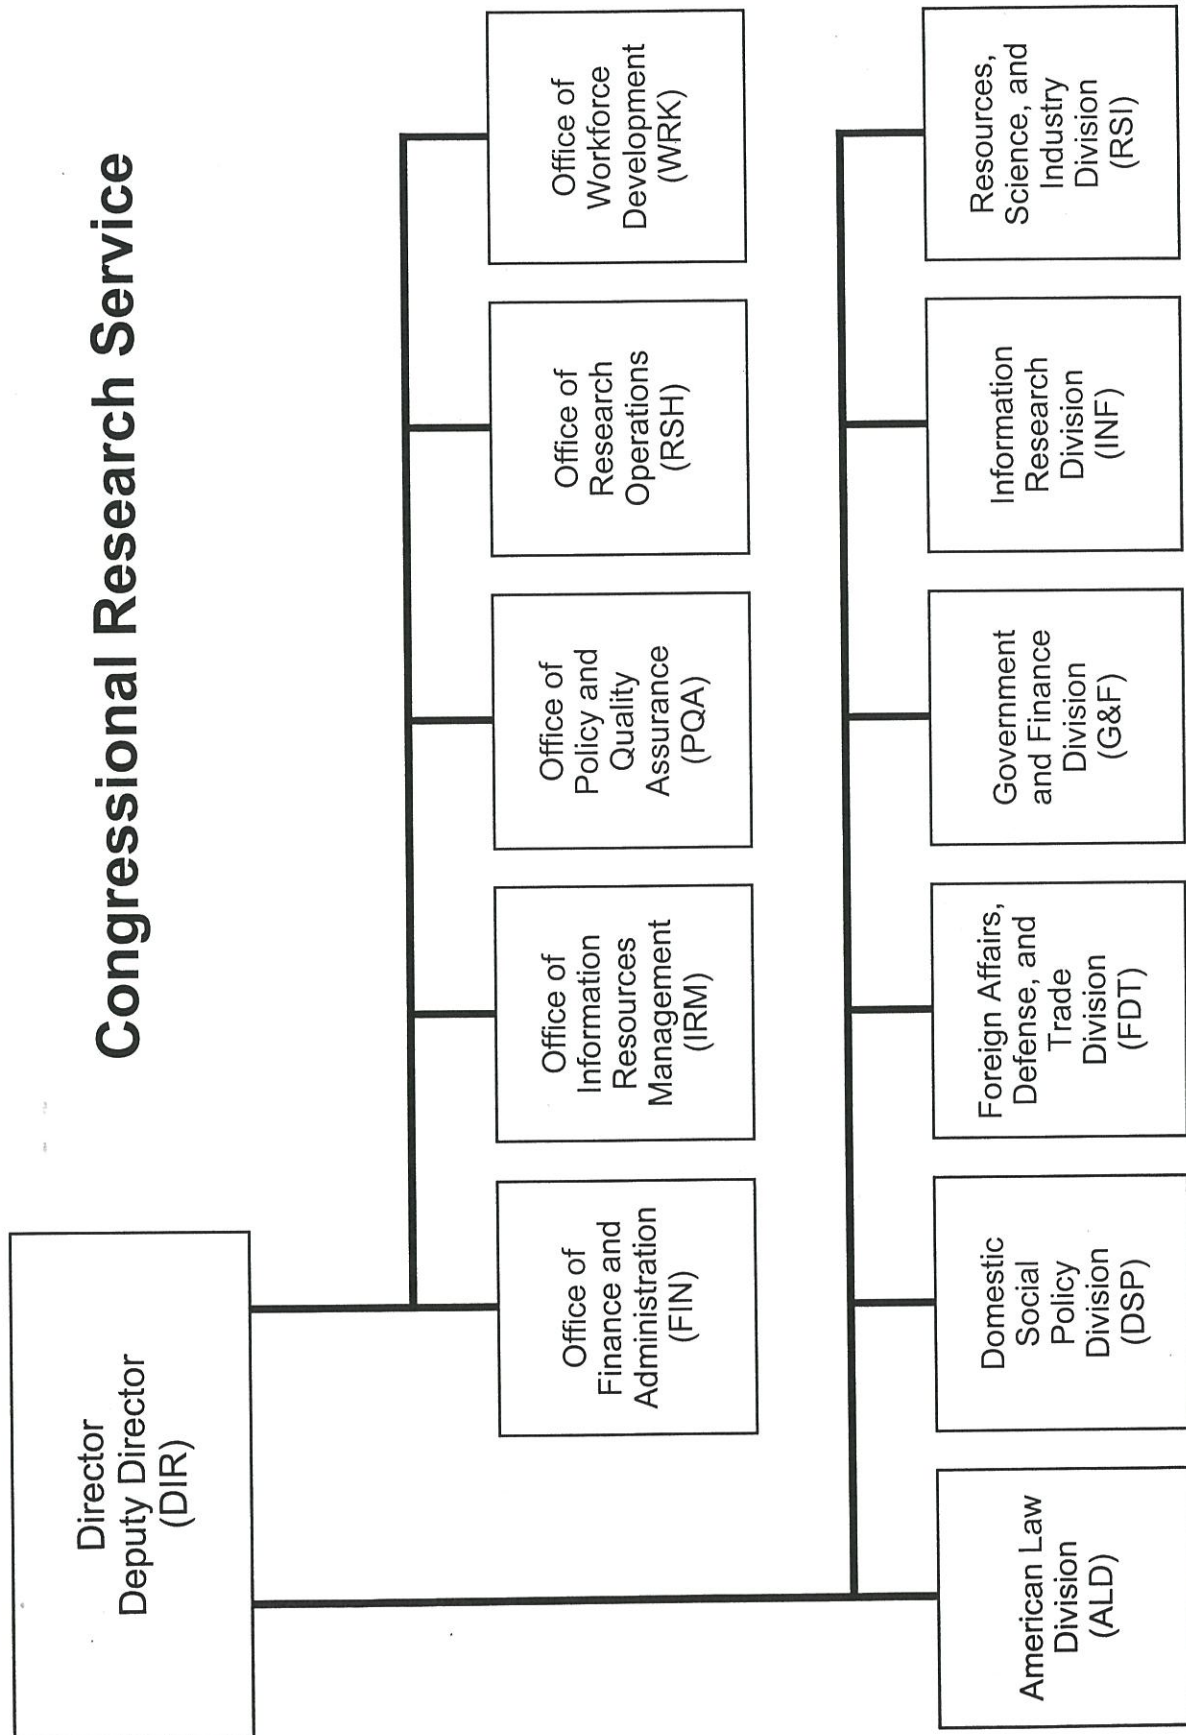 Congressional Research Service
Director
Deputy Director
(DIR)
Office of
Finance and
Administration
(FIN)
Office of
Information
Resources
Management
(IRM)
Office of
Policy and
Quality
Assurance
(PQA)
Office of
Research
Operations
(RSH)
Office of
Workforce
Development
(WRK)
American Law
Division
(ALD)
Domestic
Social
Policy
Division
(DSP)
Foreign Affairs,
Defense, and
Trade
Division
(FDT)
Government
and Finance
Division
(G&F)
Information
Research
Division
(INF)
Resources,
Science, and
Industry
Division
(RSI)